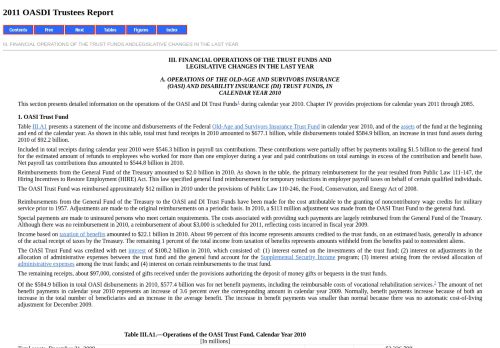 2011 OASDI Trustees Report
Contents Prev Next Tables Figures Index
III. FINANCIAL OPERATIONS OF THE TRUST FUNDS AND LEGISLATIVE CHANGES IN THE LAST YEAR
III. FINANCIAL OPERATIONS OF THE TRUST FUNDS AND
LEGISLATIVE CHANGES IN THE LAST YEAR
A. OPERATIONS OF THE OLD-AGE AND SURVIVORS INSURANCE
(OASI) AND DISABILITY INSURANCE (DI) TRUST FUNDS, IN
CALENDAR YEAR 2010
This section presents detailed information on the operations of the OASI and DI Trust Funds¹ during calendar year 2010. Chapter IV provides projections for calendar years 2011 through 2085.
1. OASI Trust Fund
Table III.A1 presents a statement of the income and disbursements of the Federal Old-Age and Survivors Insurance Trust Fund in calendar year 2010, and of the assets of the fund at the beginning
and end of the calendar year. As shown in this table, total trust fund receipts in 2010 amounted to $677.1 billion, while disbursements totaled $584.9 billion, an increase in trust fund assets during
2010 of $92.2 billion.
Included in total receipts during calendar year 2010 were $546.3 billion in payroll tax contributions. These contributions were partially offset by payments totaling $1.5 billion to the general fund
for the estimated amount of refunds to employees who worked for more than one employer during a year and paid contributions on total earnings in excess of the contribution and benefit base.
Net payroll tax contributions thus amounted to $544.8 billion in 2010.
Reimbursements from the General Fund of the Treasury amounted to $2.0 billion in 2010. As shown in the table, the primary reimbursement for the year resulted from Public Law 111-147, the
Hiring Incentives to Restore Employment (HIRE) Act. This law specified general fund reimbursement for temporary reductions in employer payroll taxes on behalf of certain qualified individuals.
The OASI Trust Fund was reimbursed approximately $12 million in 2010 under the provisions of Public Law 110-246, the Food, Conservation, and Energy Act of 2008.
Reimbursements from the General Fund of the Treasury to the OASI and DI Trust Funds have been made for the cost attributable to the granting of noncontributory wage credits for military
service prior to 1957. Adjustments are made to the original reimbursement amounts, periodically. In 2010, a $113 million adjustment was made from the OASI Trust Fund to the general fund.
Special payments are made to uninsured persons who meet certain requirements. The costs associated with providing such payments are largely reimbursed from the General Fund of the Treasury.
Although there was no reimbursement in 2010, a reimbursement of about $3,000 is scheduled for 2011, reflecting costs incurred in fiscal year 2009.
Income based on taxation of benefits amounted to $22.1 billion in 2010. About 99 percent of this income represents amounts credited to the trust funds, on an estimated basis, generally in advance
of the actual receipt of taxes by the Treasury. The remaining 1 percent of the total income from taxation of benefits represents amounts withheld from the benefits paid to nonresident aliens.
The OASI Trust Fund was credited with net interest of $108.2 billion in 2010, which consisted of: (1) interest earned on the investments of the trust fund; (2) interest on adjustments in the
allocation of administrative expenses between the trust fund and the general fund account for the Supplemental Security Income program; (3) interest arising from the revised allocation of
administrative expenses among the trust funds; and (4) interest on certain reimbursements to the trust fund.
The remaining receipts, about $97,000, consisted of gifts received under the provisions authorizing the deposit of money gifts or bequests in the trust funds.
Of the $584.9 billion in total OASI disbursements in 2010, $577.4 billion was for net benefit payments, including the reimbursable costs of vocational rehabilitation services.² The amount of net
benefit payments in calendar year 2010 represents an increase of 3.6 percent over the corresponding amount in calendar year 2009. Normally, benefit payments increase because of both an
increase in the total number of beneficiaries and an increase in the average benefit. The increase in benefit payments was smaller than normal because there was no automatic cost-of-living
adjustment for December 2009.
Table III.A1.—Operations of the OASI Trust Fund, Calendar Year 2010
[In millions]